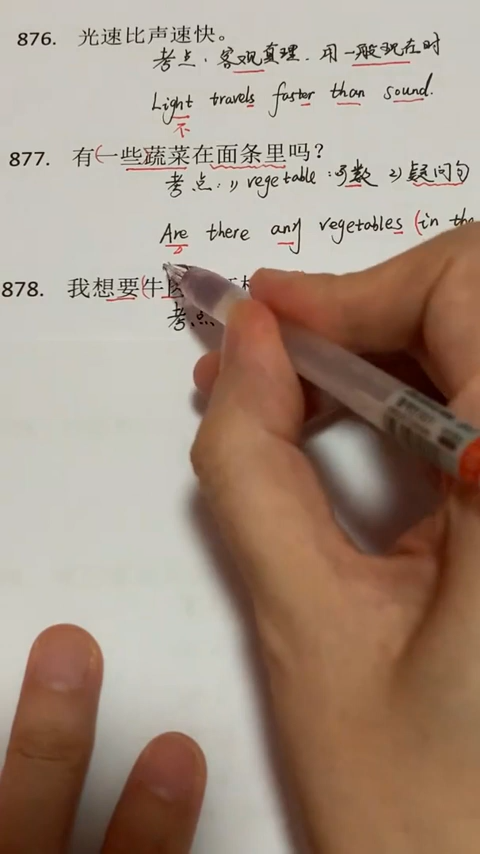 876. 光速比声速快。
考点：客观真理，用一般现在时
Light travels faster than sound.
不
877. 有(一些蔬菜在面条里吗？
考点：1) vegetable：可数 2) 疑问句
Are there any vegetables (in the
878. 我想要(牛
考点